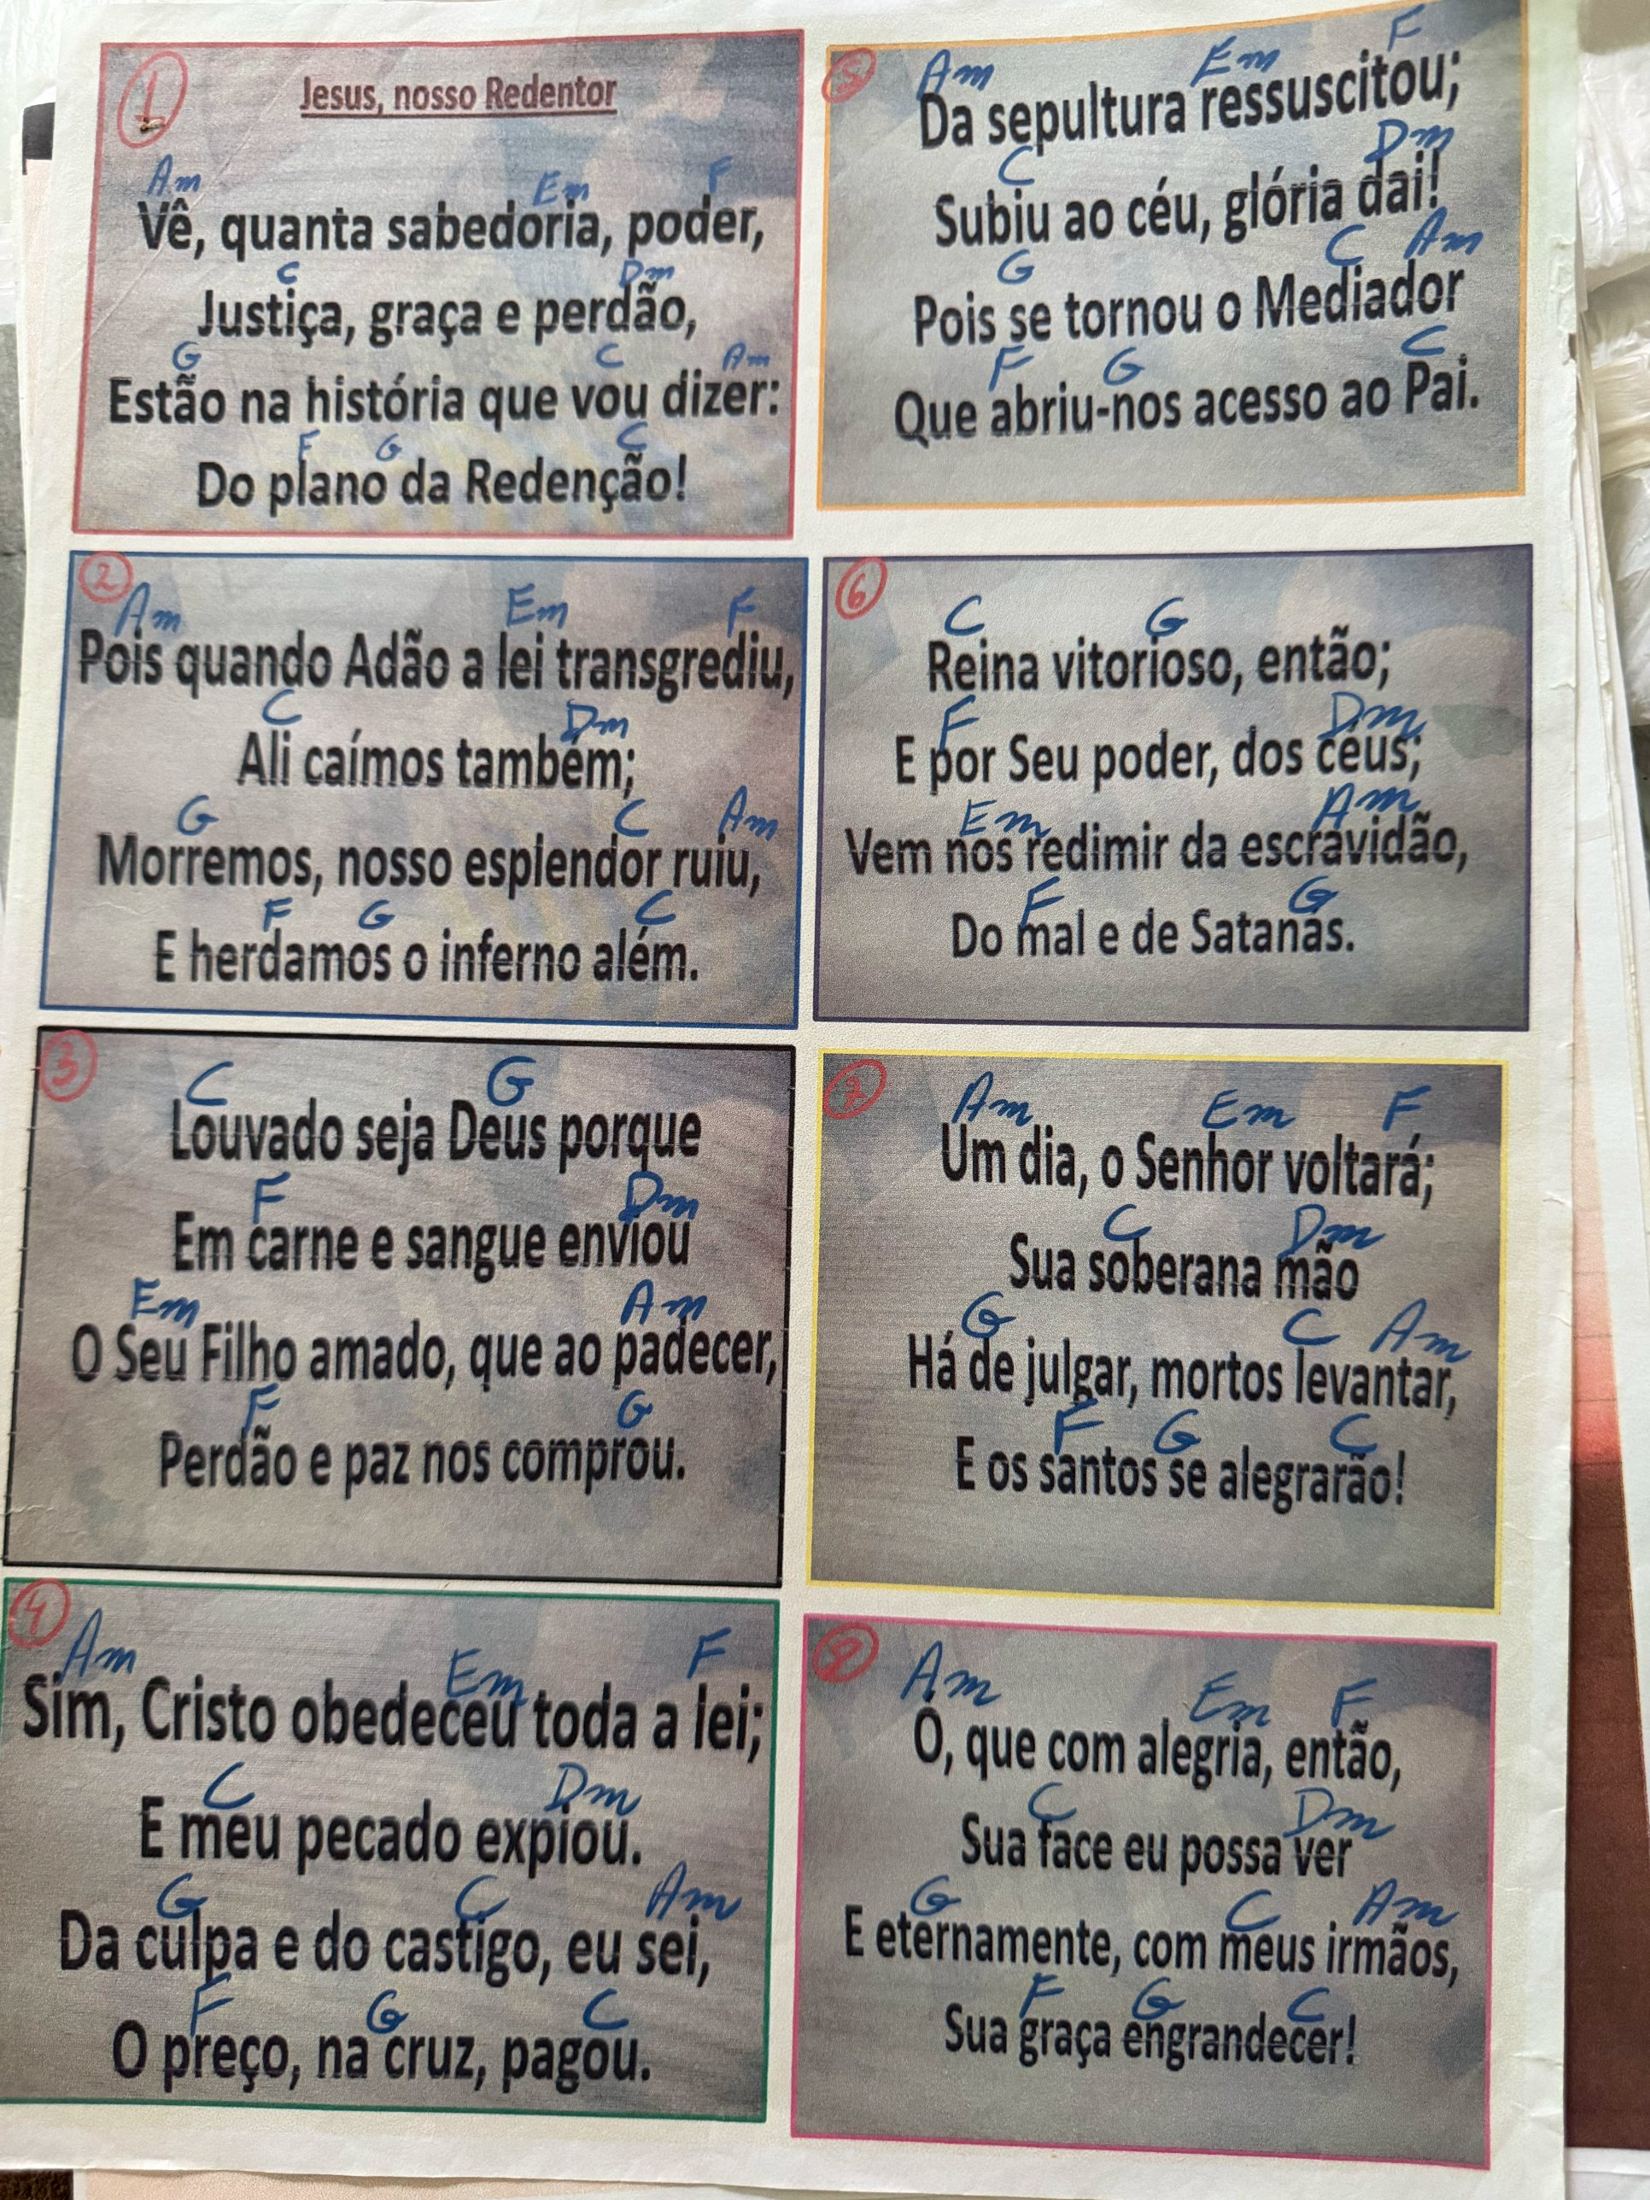 1
Jesus, nosso Redentor
Am Em F
Vê, quanta sabedoria, poder,
C Dm
Justiça, graça e perdão,
G C Am
Estão na história que vou dizer:
F G C
Do plano da Redenção!
2
Am Em F
Pois quando Adão a lei transgrediu,
C Dm
Ali caímos também;
G C Am
Morremos, nosso esplendor ruiu,
F G C
E herdamos o inferno além.
3
C G
Louvado seja Deus porque
F Dm
Em carne e sangue enviou
Em Am
O Seu Filho amado, que ao padecer,
F G
Perdão e paz nos comprou.
4
Am Em F
Sim, Cristo obedeceu toda a lei;
C Dm
E meu pecado expiou.
G C Am
Da culpa e do castigo, eu sei,
F G C
O preço, na cruz, pagou.
5
Am Em F
Da sepultura ressuscitou;
C Dm
Subiu ao céu, glória dai!
G C Am
Pois se tornou o Mediador
F G C
Que abriu-nos acesso ao Pai.
6
C G
Reina vitorioso, então;
F Dm
E por Seu poder, dos céus;
Em Am
Vem nos redimir da escravidão,
F G
Do mal e de Satanás.
7
Am Em F
Um dia, o Senhor voltará;
C Dm
Sua soberana mão
G C Am
Há de julgar, mortos levantar,
F G C
E os santos se alegrarão!
8
Am Em F
Ó, que com alegria, então,
C Dm
Sua face eu possa ver
G C Am
E eternamente, com meus irmãos,
F G C
Sua graça engrandecer!